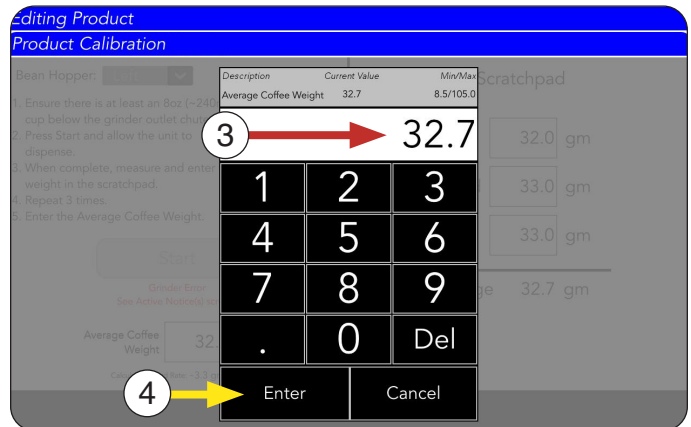 Editing Product
Product Calibration
Bean Hopper:
1. Ensure there is at least an 8oz (~240
cup below the grinder outlet chu
2. Press Start and allow the unit to
dispense.
3. When complete, measure and enter
weight in the scratchpad.
4. Repeat 3 times.
5. Enter the Average Coffee Weight:
Start
Grinder Error
See Active Notice(s)
Average Coffee
Weight
32.
Scratchpad
32.0 gm
33.0 gm
33.0 gm
32.7 gm
Description Current Value Min/Max
Average Coffee Weight 32.7 8.5/105.0
3
32.7
1 2 3
4 5 6
7 8 9
. 0 Del
4
Enter Cancel